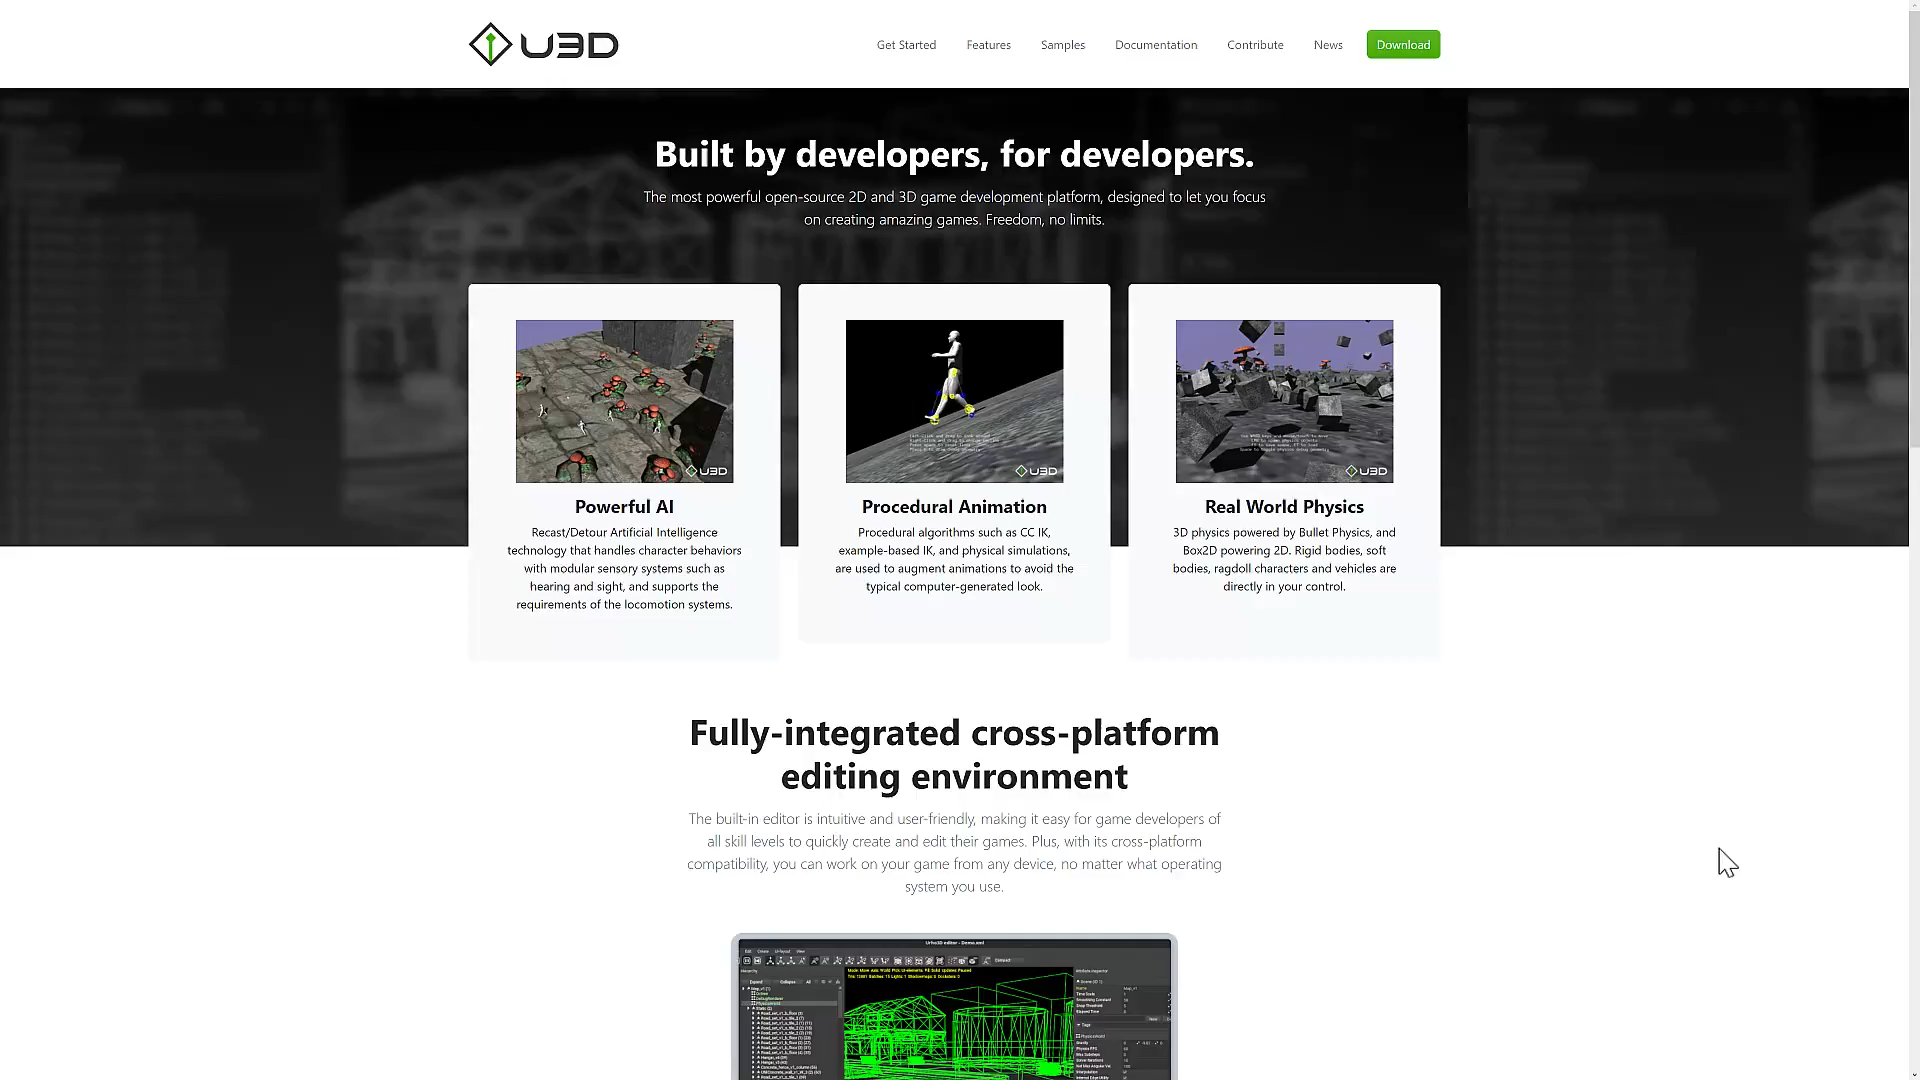 U3D
Get Started
Features
Samples
Documentation
Contribute
News
Download
Built by developers, for developers.
The most powerful open-source 2D and 3D game development platform, designed to let you focus
on creating amazing games. Freedom, no limits.
U3D
Powerful AI
Recast/Detour Artificial Intelligence
technology that handles character behaviors
with modular sensory systems such as
hearing and sight, and supports the
requirements of the locomotion systems.
U3D
Procedural Animation
Procedural algorithms such as CC IK,
example-based IK, and physical simulations,
are used to augment animations to avoid the
typical computer-generated look.
U3D
Real World Physics
3D physics powered by Bullet Physics, and
Box2D powering 2D. Rigid bodies, soft
bodies, ragdoll characters and vehicles are
directly in your control.
Fully-integrated cross-platform
editing environment
The built-in editor is intuitive and user-friendly, making it easy for game developers of
all skill levels to quickly create and edit their games. Plus, with its cross-platform
compatibility, you can work on your game from any device, no matter what operating
system you use.
Urho3D editor - Demo.xml